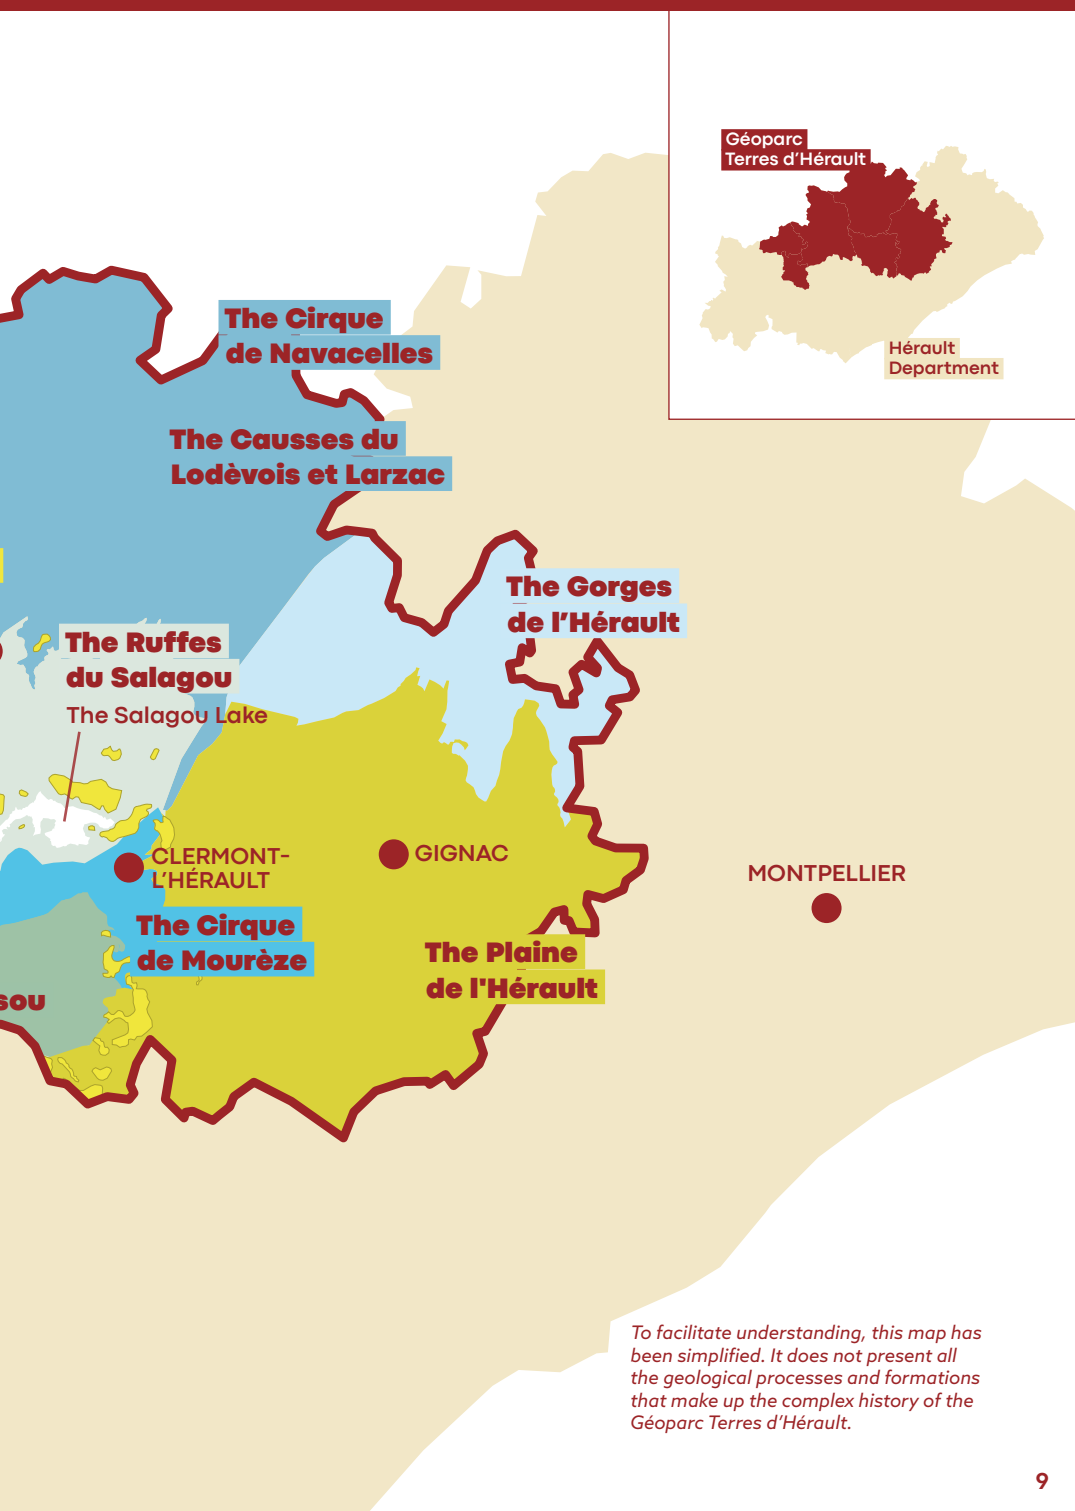 Géoparc
Terres d'Hérault
Hérault
Department
The Cirque
de Navacelles
The Causses du
Lodèvois et Larzac
The Gorges
de l'Hérault
The Ruffes
du Salagou
The Salagou Lake
CLERMONT-
L'HÉRAULT
GIGNAC
MONTPELLIER
The Cirque
de Mourèze
The Plaine
de l'Hérault
sou
To facilitate understanding, this map has
been simplified. It does not present all
the geological processes and formations
that make up the complex history of the
Géoparc Terres d'Hérault.
9